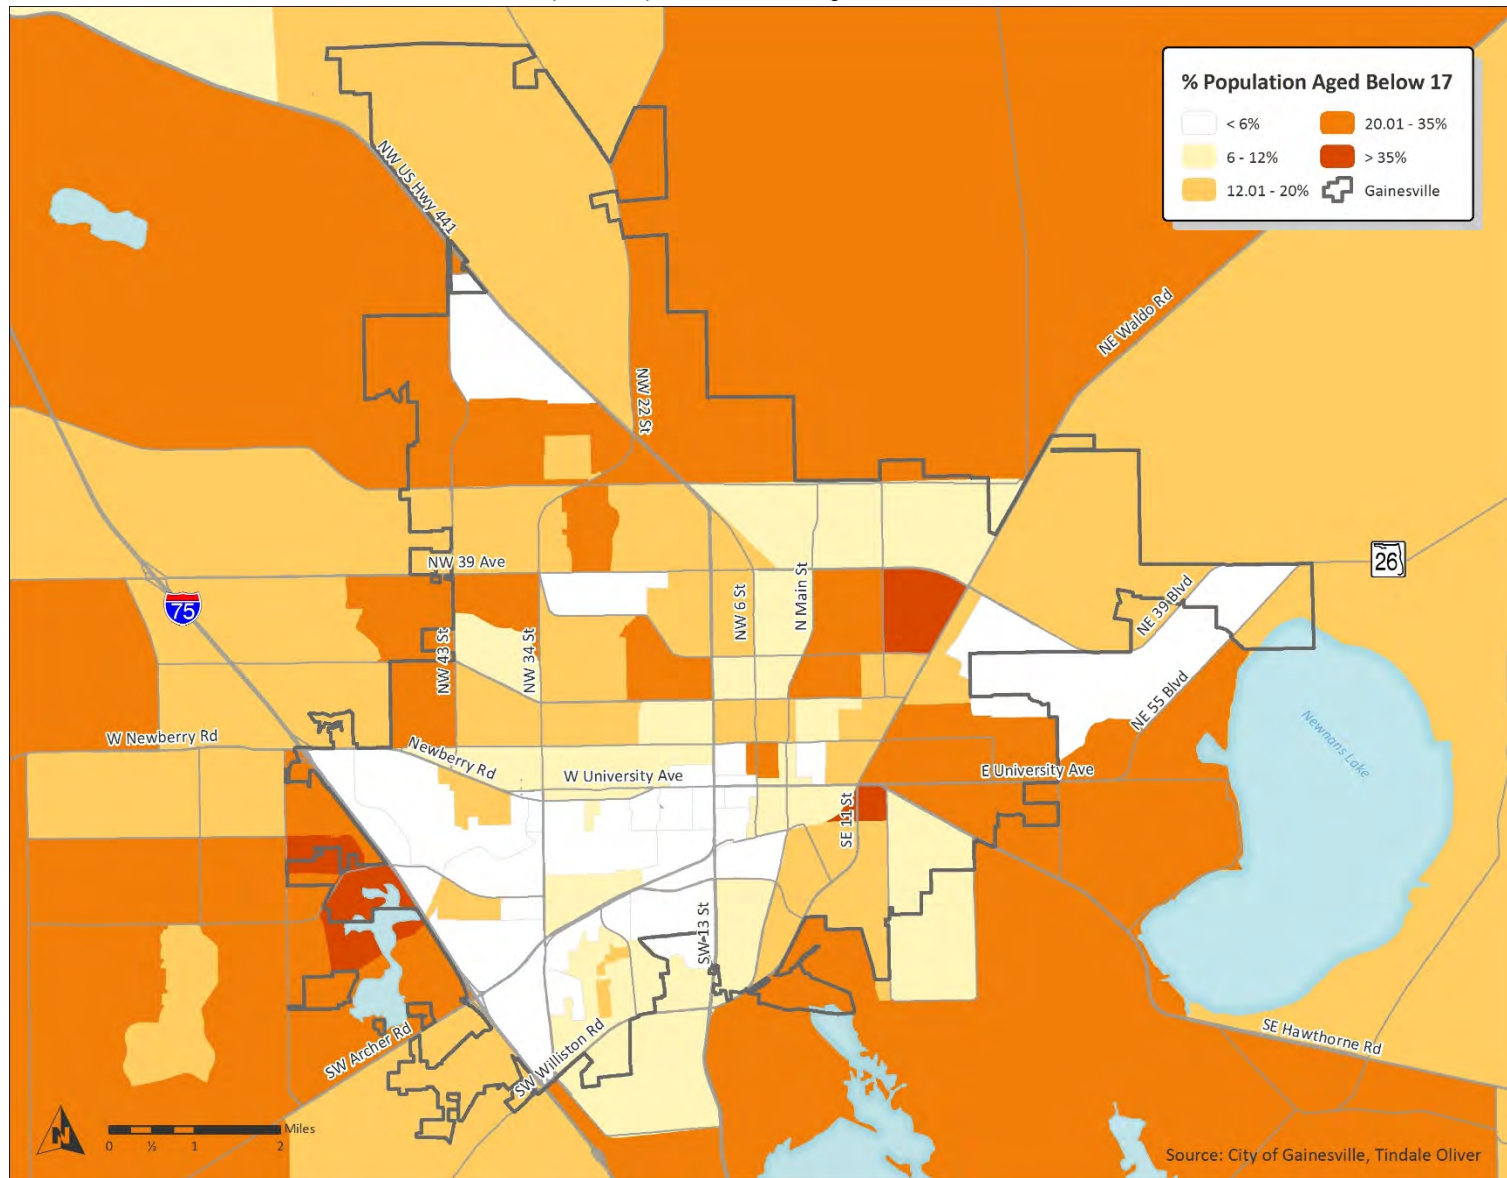 % Population Aged Below 17
< 6%
20.01 - 35%
6 - 12%
> 35%
12.01 - 20%
Gainesville
NW US Hwy 441
NE Waldo Rd
NW 22 St
26
NW 39 Ave
75
NW 6 St
N Main St
NE 39 Blvd
NW 43 St
NW 34 St
NE 55 Blvd
W Newberry Rd
Newberry Rd
Newnans Lake
W University Ave
E University Ave
SE 11 St
SW 13 St
SW Archer Rd
SW Williston Rd
SE Hawthorne Rd
N
Miles
0 ½ 1 2
Source: City of Gainesville, Tindale Oliver